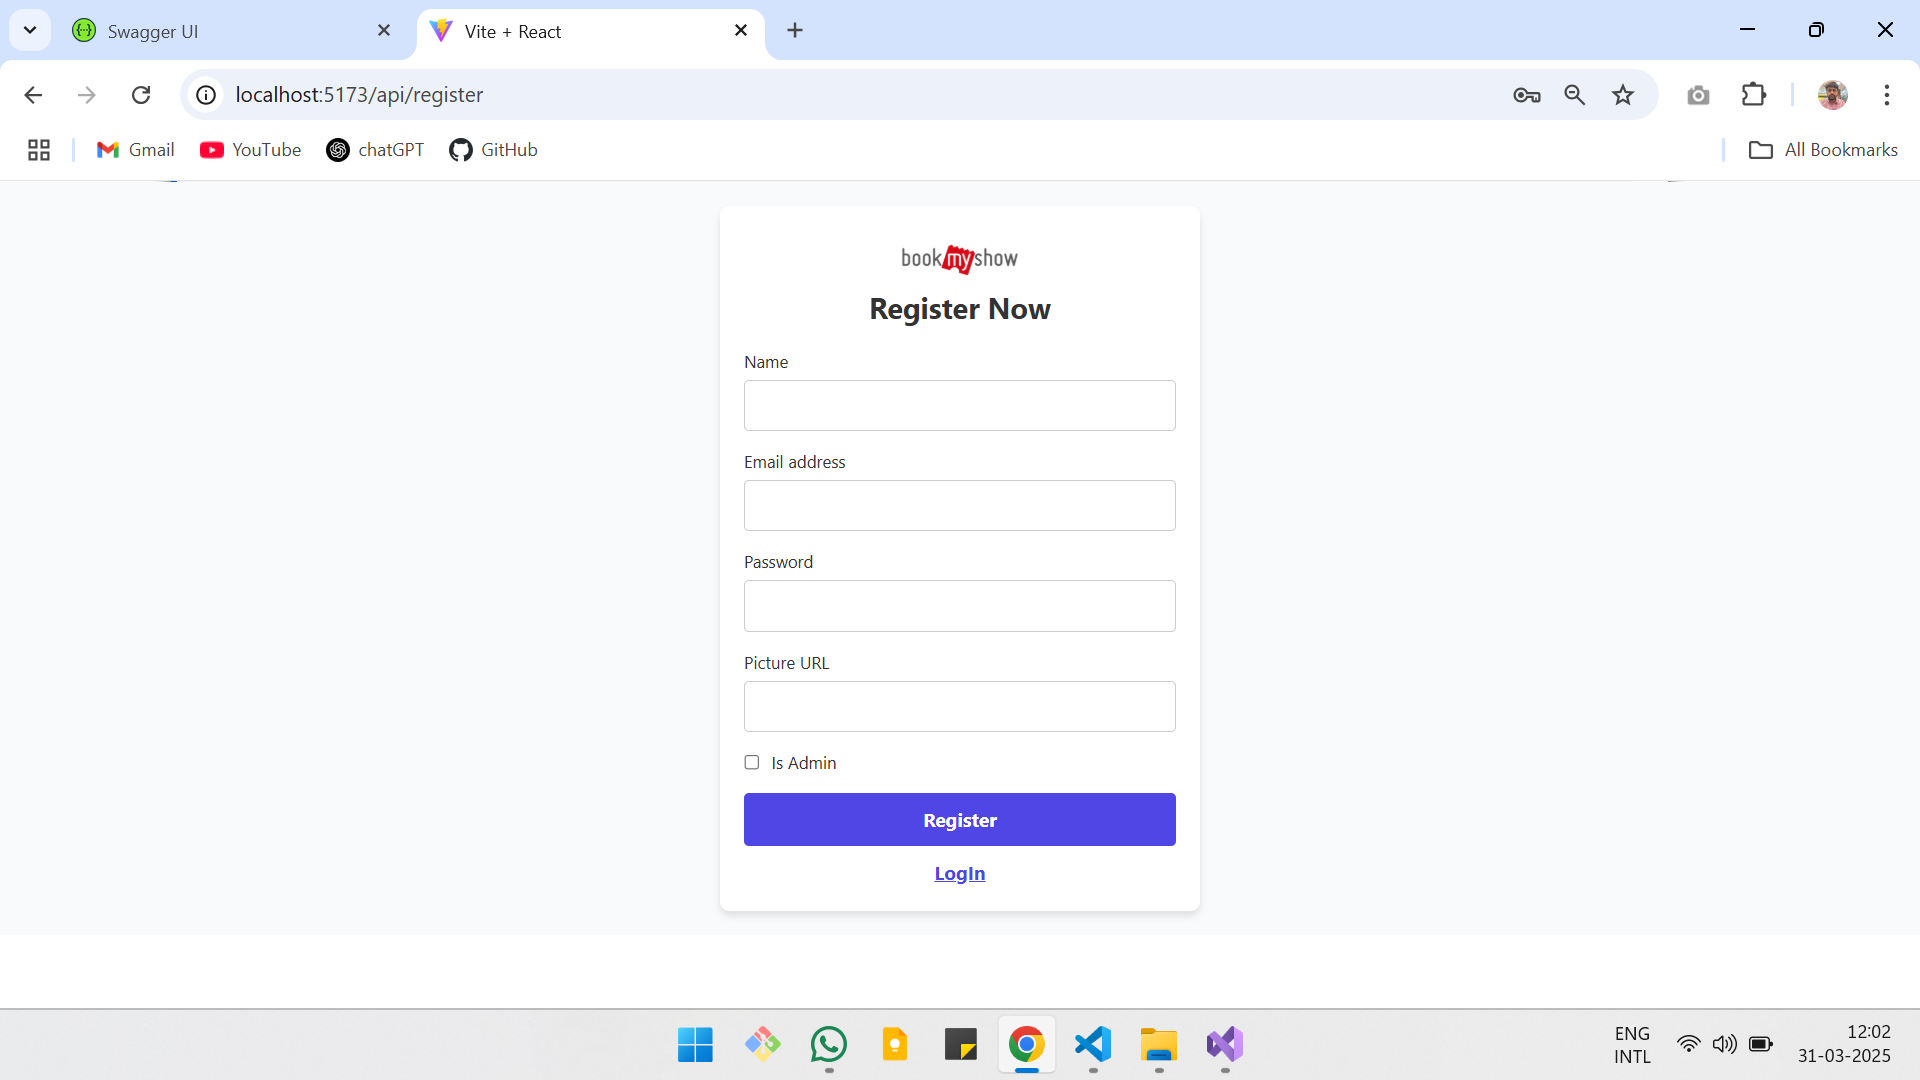 Swagger UI
Vite + React
localhost:5173/api/register
Gmail
YouTube
chatGPT
GitHub
All Bookmarks
bookmyshow
Register Now
Name
Email address
Password
Picture URL
Is Admin
Register
LogIn
ENG
INTL
12:02
31-03-2025